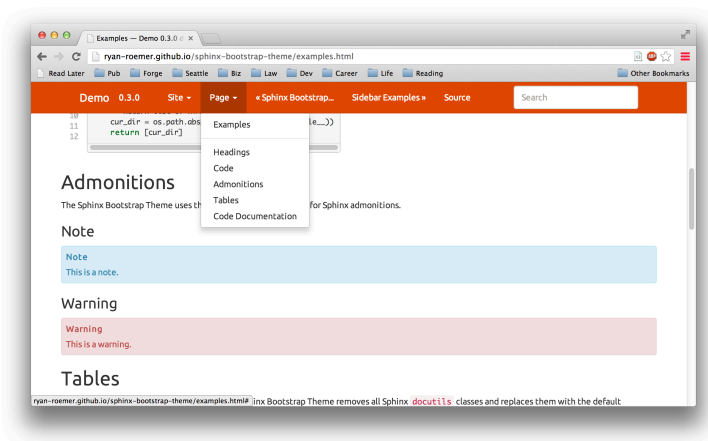 Examples — Demo 0.3.0 d
ryan-roemer.github.io/sphinx-bootstrap-theme/examples.html
Read Later Pub Forge Seattle Biz Law Dev Career Life Reading Other Bookmarks
Demo 0.3.0 Site Page « Sphinx Bootstrap... Sidebar Examples » Source Search
10
11 cur_dir = os.path.abs le__))
12 return [cur_dir]
Examples
Headings
Code
Admonitions
Tables
Code Documentation
Admonitions
The Sphinx Bootstrap Theme uses th for Sphinx admonitions.
Note
Note
This is a note.
Warning
Warning
This is a warning.
Tables
ryan-roemer.github.io/sphinx-bootstrap-theme/examples.html# inx Bootstrap Theme removes all Sphinx docutils classes and replaces them with the default